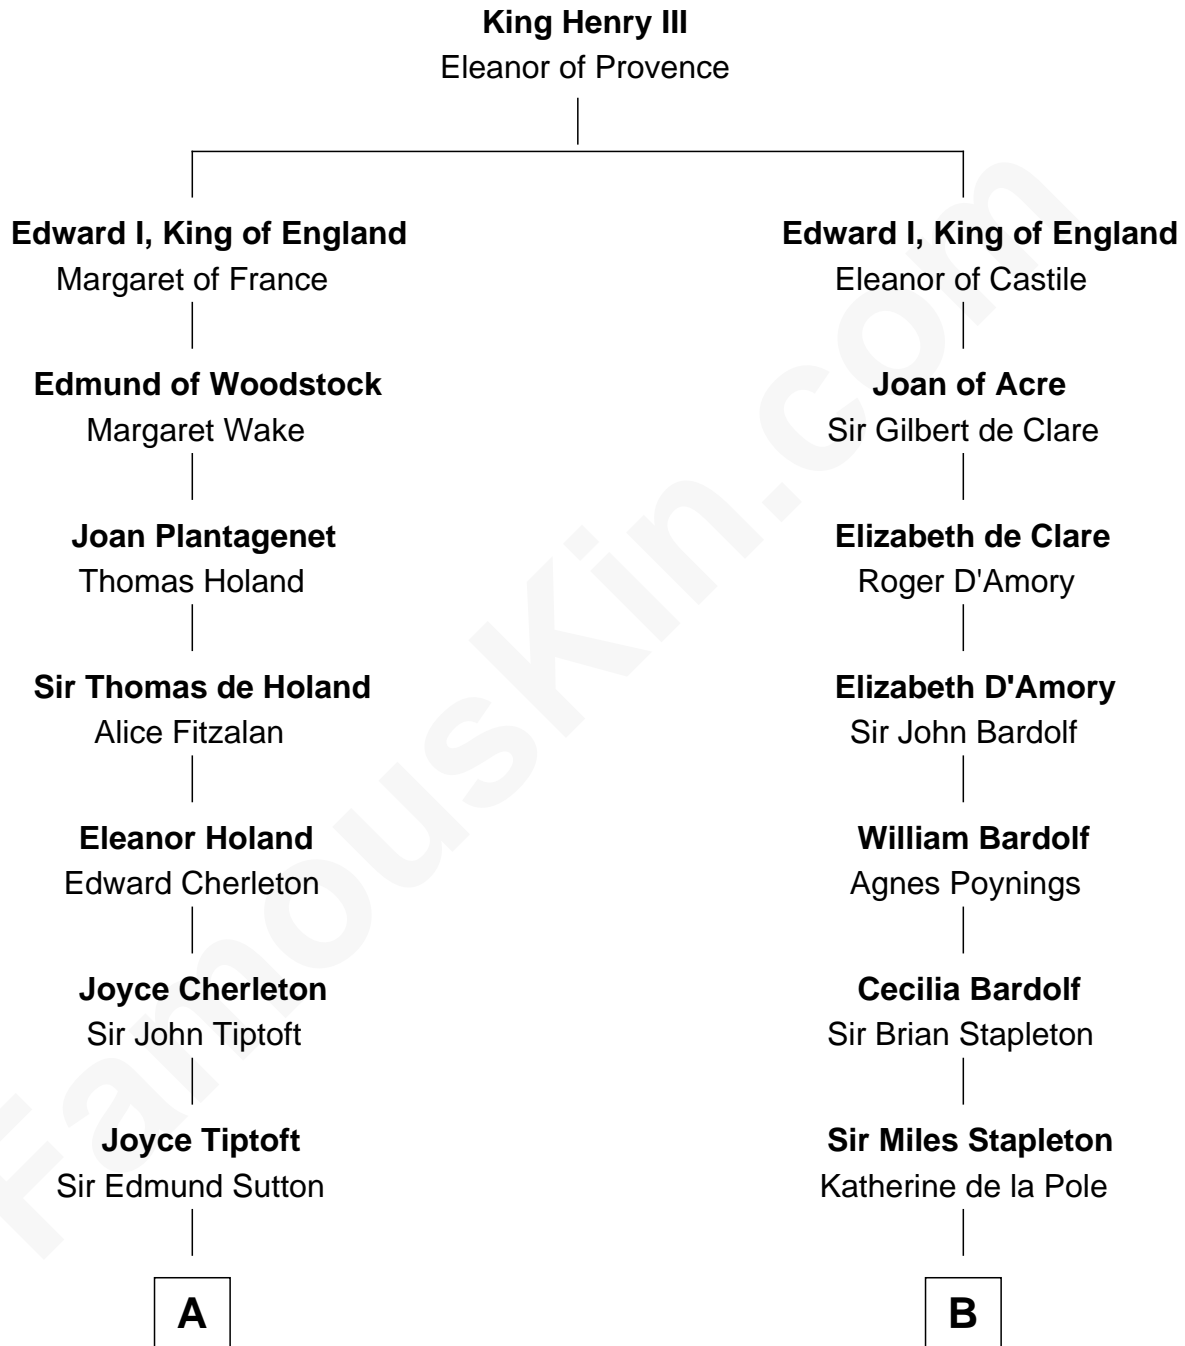 King Henry III
Eleanor of Provence
Edward I, King of England
Margaret of France
Edmund of Woodstock
Margaret Wake
Joan Plantagenet
Thomas Holand
Sir Thomas de Holand
Alice Fitzalan
Eleanor Holand
Edward Cherleton
Joyce Cherleton
Sir John Tiptoft
Joyce Tiptoft
Sir Edmund Sutton
A
Edward I, King of England
Eleanor of Castile
Joan of Acre
Sir Gilbert de Clare
Elizabeth de Clare
Roger D'Amory
Elizabeth D'Amory
Sir John Bardolf
William Bardolf
Agnes Poynings
Cecilia Bardolf
Sir Brian Stapleton
Sir Miles Stapleton
Katherine de la Pole
B
FamousKin.com